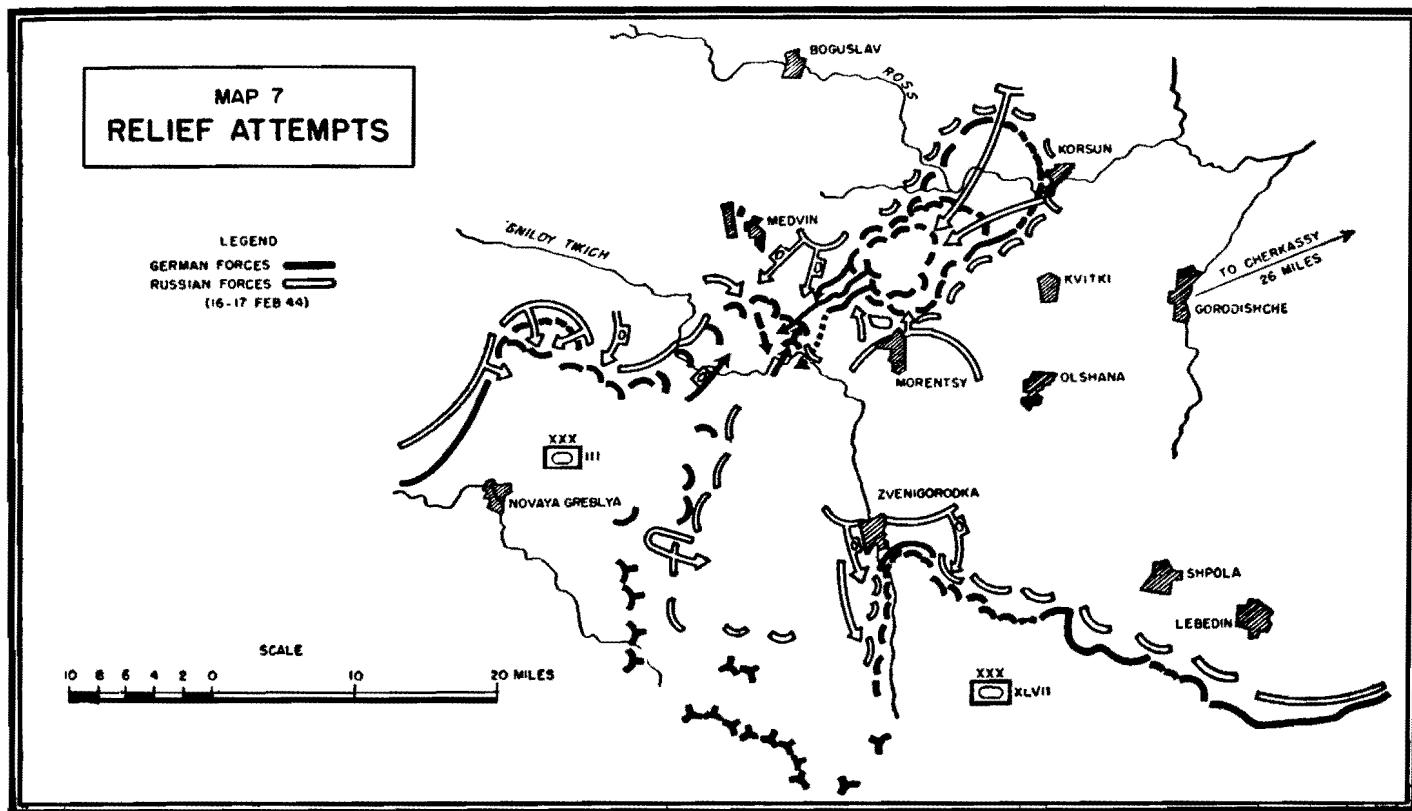 MAP 7
RELIEF ATTEMPTS
LEGEND
GERMAN FORCES
RUSSIAN FORCES
(16-17 FEB 44)
BOGUSLAV
ROSS
KORSUN
MEDVIN
GNILOY TIKICH
TO CHERKASSY
26 MILES
KVITKI
GORODISHCHE
MORENTSY
OLSHANA
XXX
III
NOVAYA GREBLYA
ZVENIGORODKA
SHPOLA
LEBEDIN
XXX
XLVII
SCALE
10 8 6 4 2 0 10 20 MILES